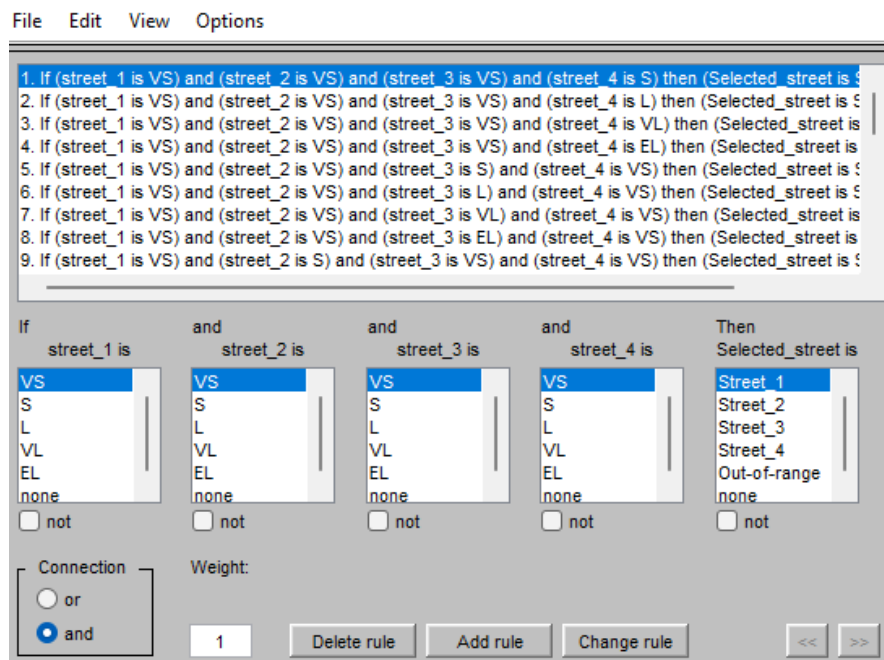 File Edit View Options
1. If (street_1 is VS) and (street_2 is VS) and (street_3 is VS) and (street_4 is S) then (Selected_street is
2. If (street_1 is VS) and (street_2 is VS) and (street_3 is VS) and (street_4 is L) then (Selected_street is
3. If (street_1 is VS) and (street_2 is VS) and (street_3 is VS) and (street_4 is VL) then (Selected_street is
4. If (street_1 is VS) and (street_2 is VS) and (street_3 is VS) and (street_4 is EL) then (Selected_street is
5. If (street_1 is VS) and (street_2 is VS) and (street_3 is S) and (street_4 is VS) then (Selected_street is
6. If (street_1 is VS) and (street_2 is VS) and (street_3 is L) and (street_4 is VS) then (Selected_street is
7. If (street_1 is VS) and (street_2 is VS) and (street_3 is VL) and (street_4 is VS) then (Selected_street is
8. If (street_1 is VS) and (street_2 is VS) and (street_3 is EL) and (street_4 is VS) then (Selected_street is
9. If (street_1 is VS) and (street_2 is S) and (street_3 is VS) and (street_4 is VS) then (Selected_street is
If and and and Then
street_1 is street_2 is street_3 is street_4 is Selected_street is
VS VS VS VS Street_1
S S S S Street_2
L L L L Street_3
VL VL VL VL Street_4
EL EL EL EL Out-of-range
none none none none none
not not not not not
Connection Weight:
or
and 1 Delete rule Add rule Change rule << >>